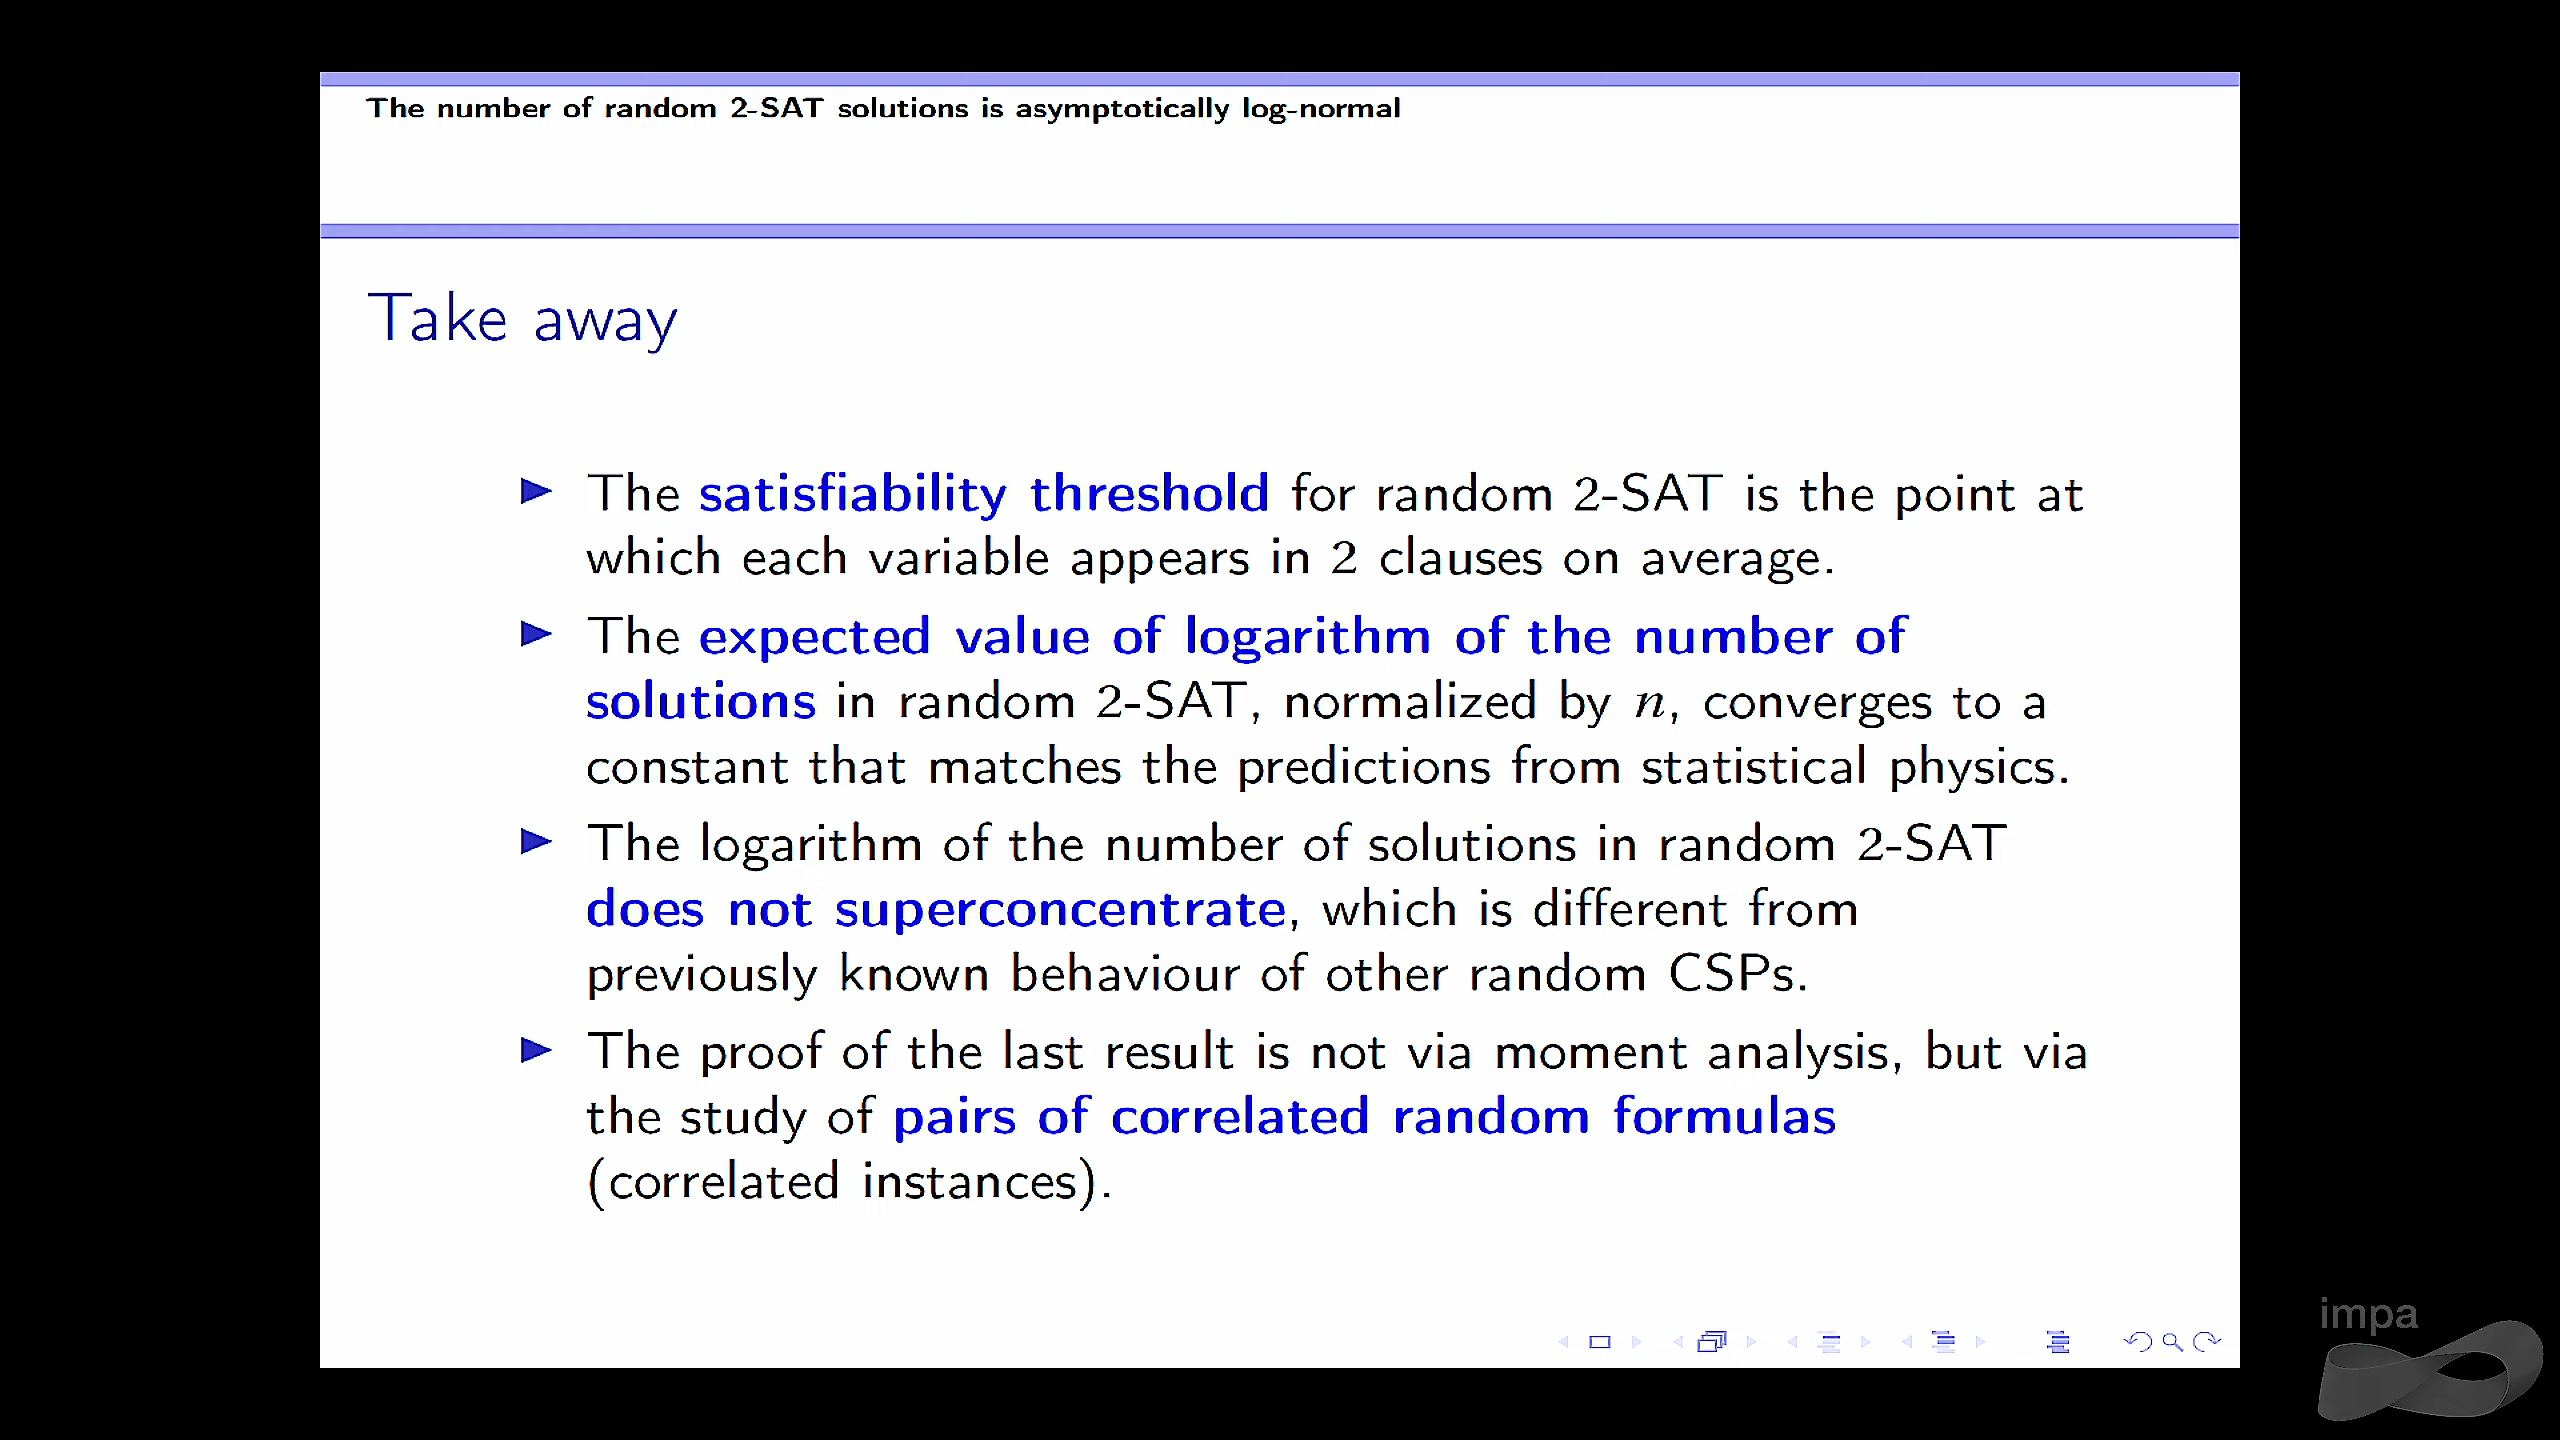 The number of random 2-SAT solutions is asymptotically log-normal
Take away
The satisfiability threshold for random 2-SAT is the point at
which each variable appears in 2 clauses on average.
The expected value of logarithm of the number of
solutions in random 2-SAT, normalized by n, converges to a
constant that matches the predictions from statistical physics.
The logarithm of the number of solutions in random 2-SAT
does not superconcentrate, which is different from
previously known behaviour of other random CSPs.
The proof of the last result is not via moment analysis, but via
the study of pairs of correlated random formulas
(correlated instances).
impa